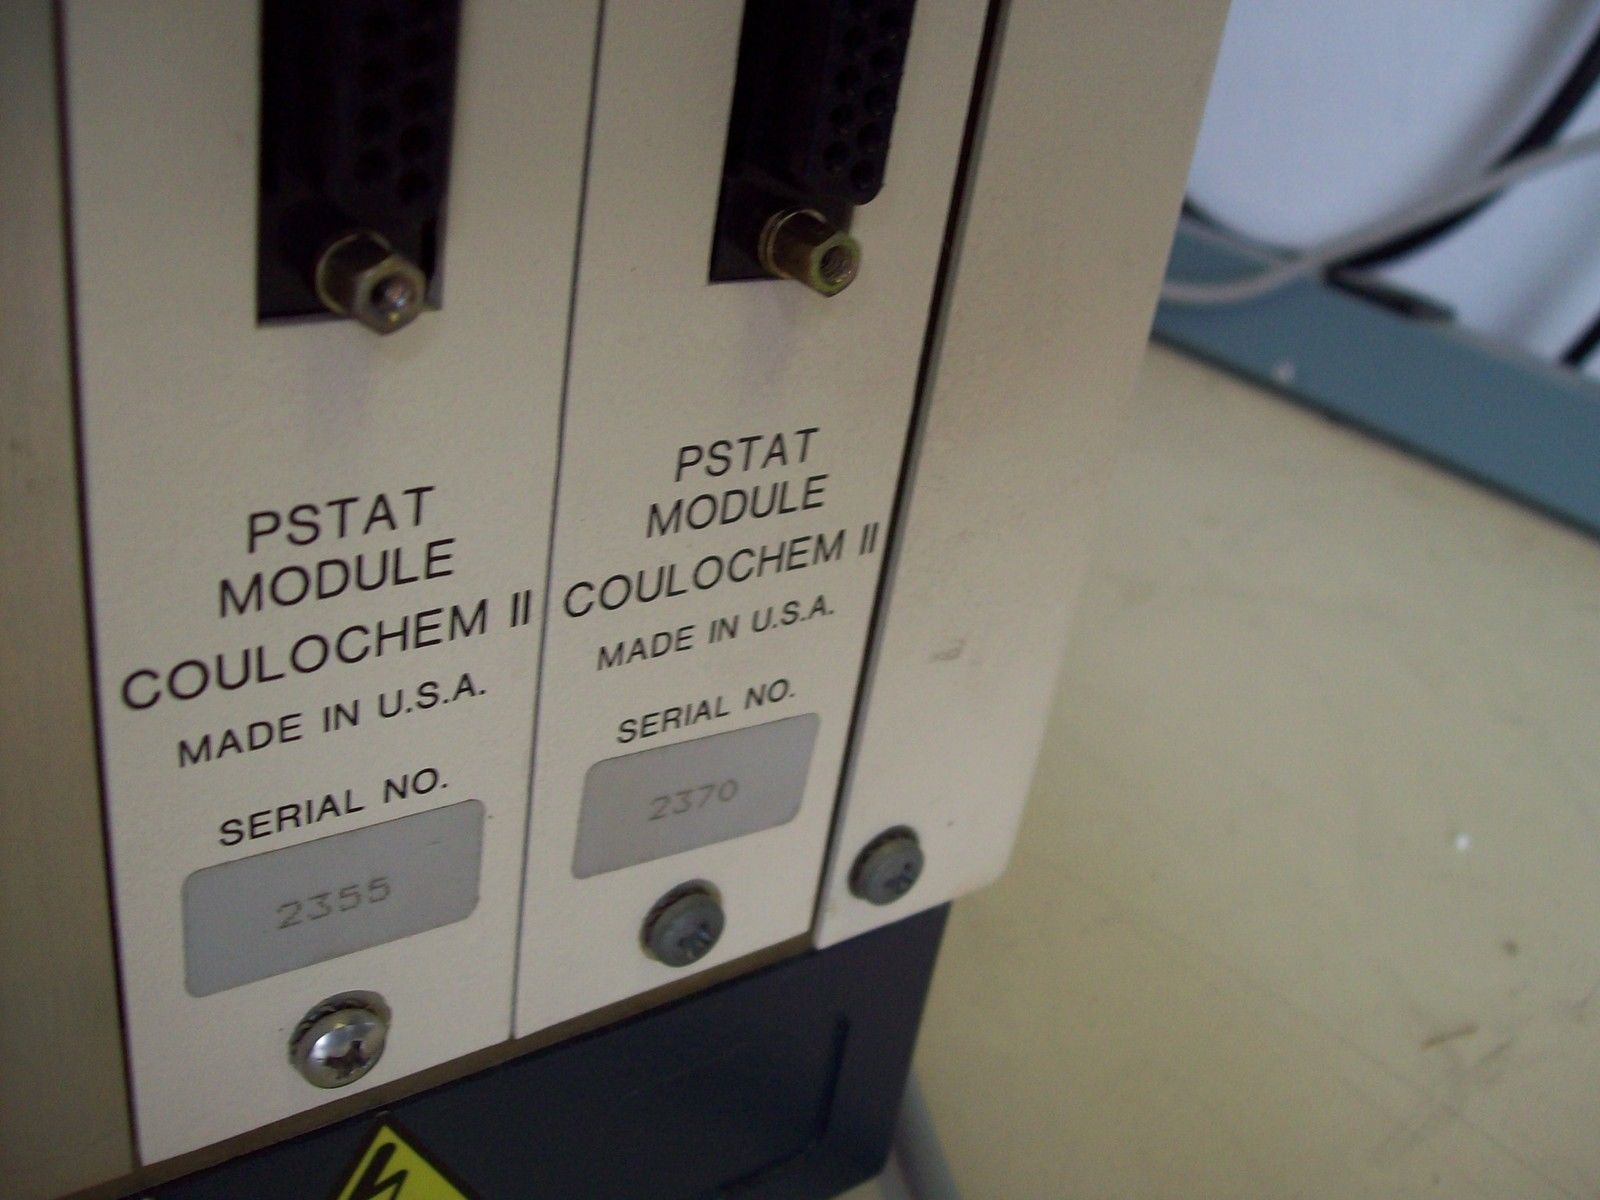 PSTAT
MODULE
COULOCHEM II
MADE IN U.S.A.
SERIAL NO.
2355
PSTAT
MODULE
COULOCHEM II
MADE IN U.S.A.
SERIAL NO.
2370